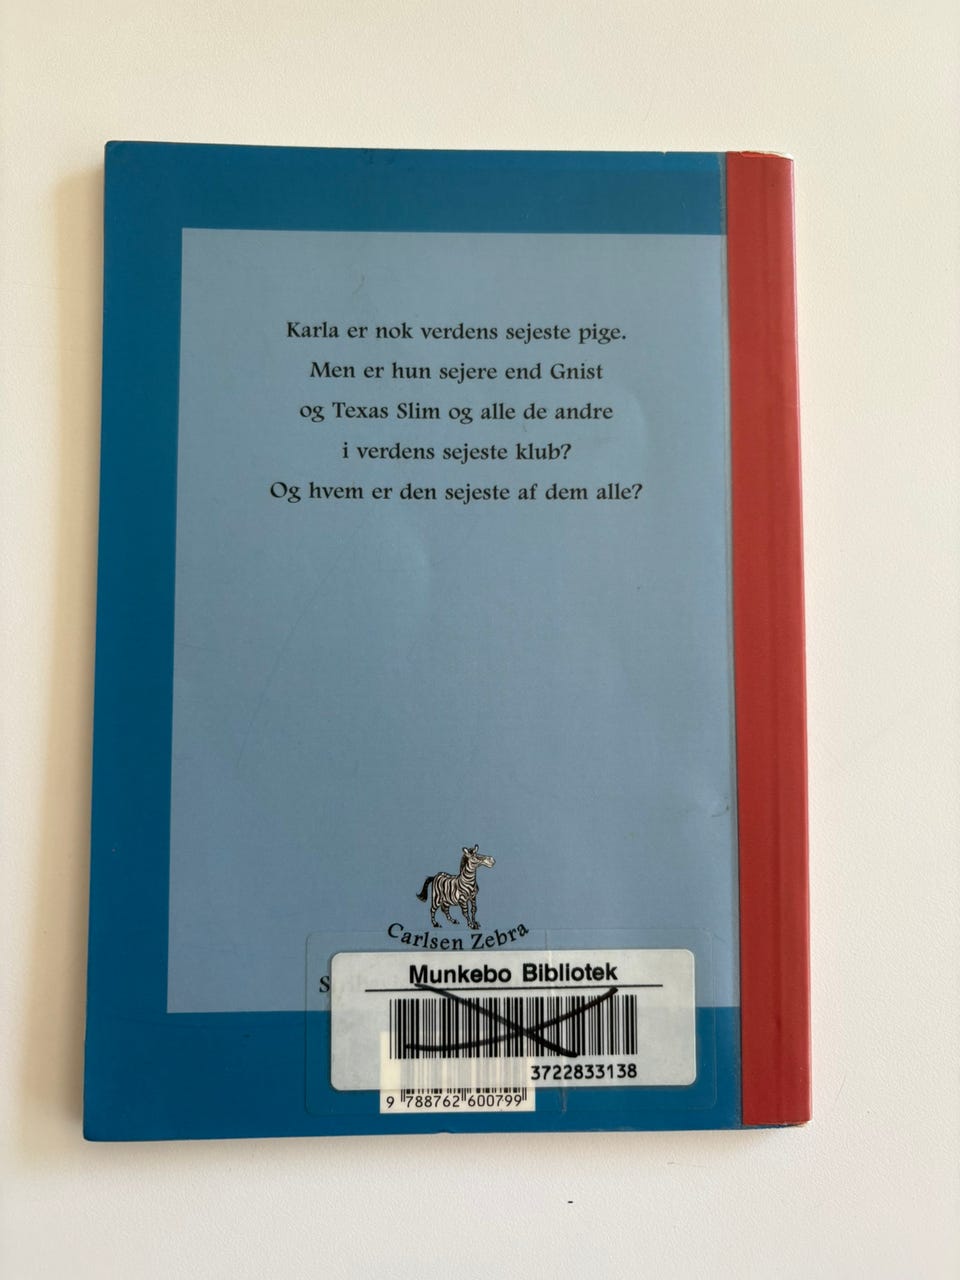 Karla er nok verdens sejeste pige.
Men er hun sejere end Gnist
og Texas Slim og alle de andre
i verdens sejeste klub?
Og hvem er den sejeste af dem alle?
Carlsen Zebra
Munkebo Bibliotek
3722833138
9 788762 600799